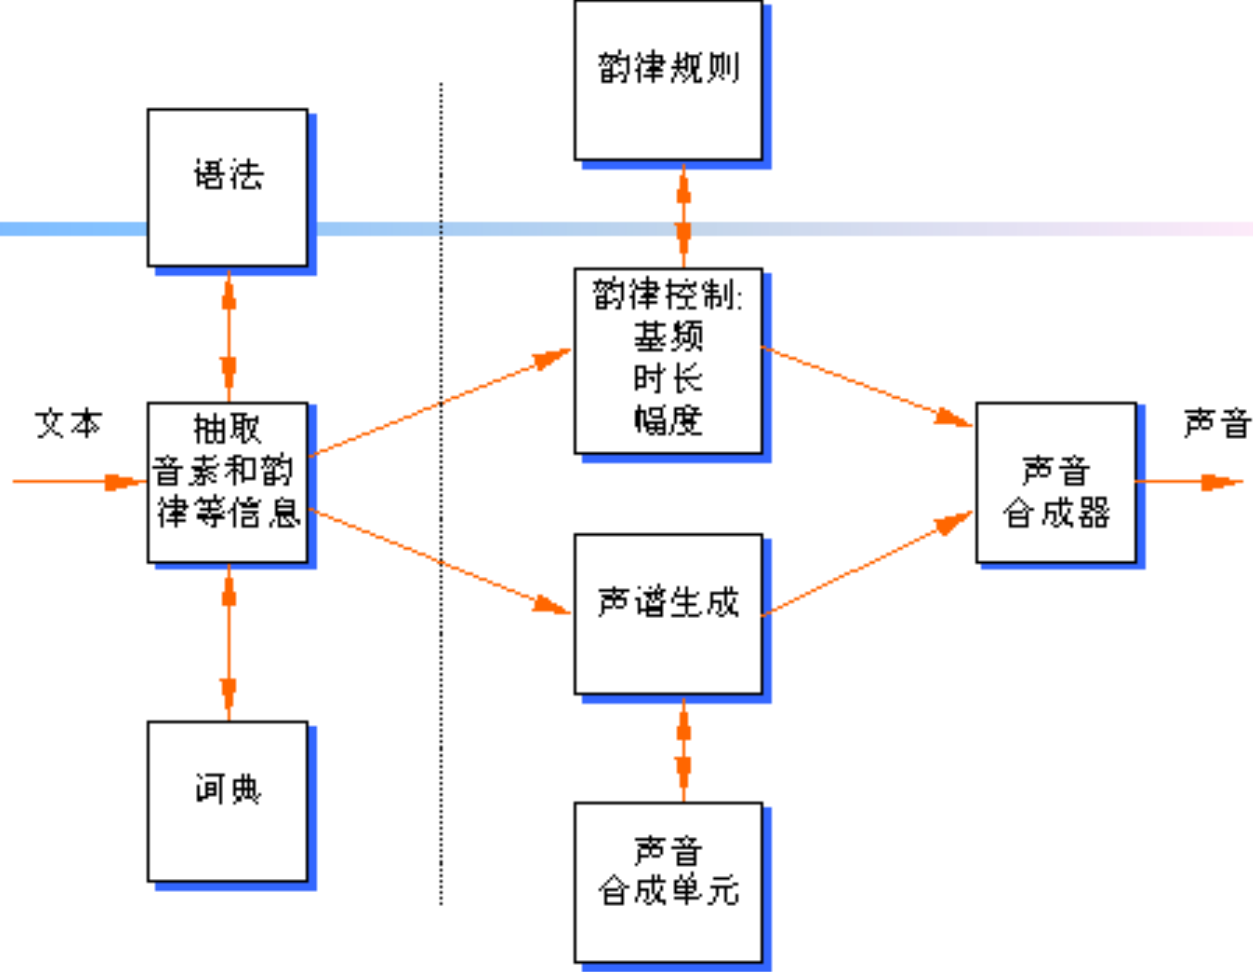 韵律规则
语法
韵律控制:
基频
时长
幅度
文本
抽取
音素和韵
律等信息
声音
合成器
声音
声谱生成
词典
声音
合成单元